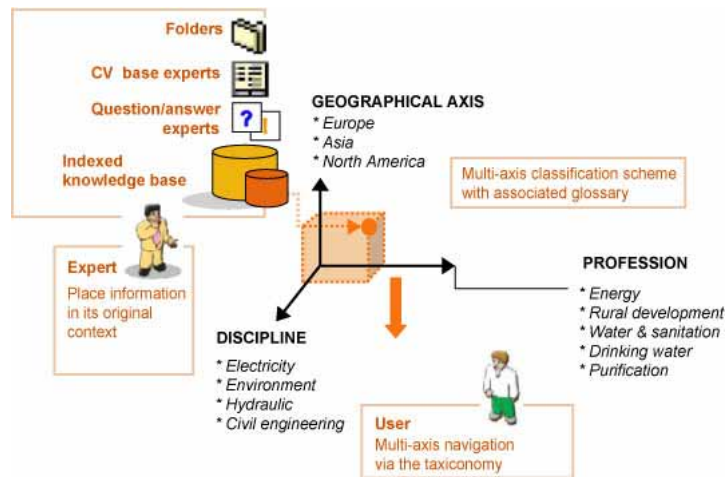 Folders
CV base experts
Question/answer
experts
?
Indexed
knowledge base
GEOGRAPHICAL AXIS
* Europe
* Asia
* North America
Multi-axis classification scheme
with associated glossary
Expert
Place information
in its original
context
DISCIPLINE
* Electricity
* Environment
* Hydraulic
* Civil engineering
PROFESSION
* Energy
* Rural development
* Water & sanitation
* Drinking water
* Purification
User
Multi-axis navigation
via the taxiconomy